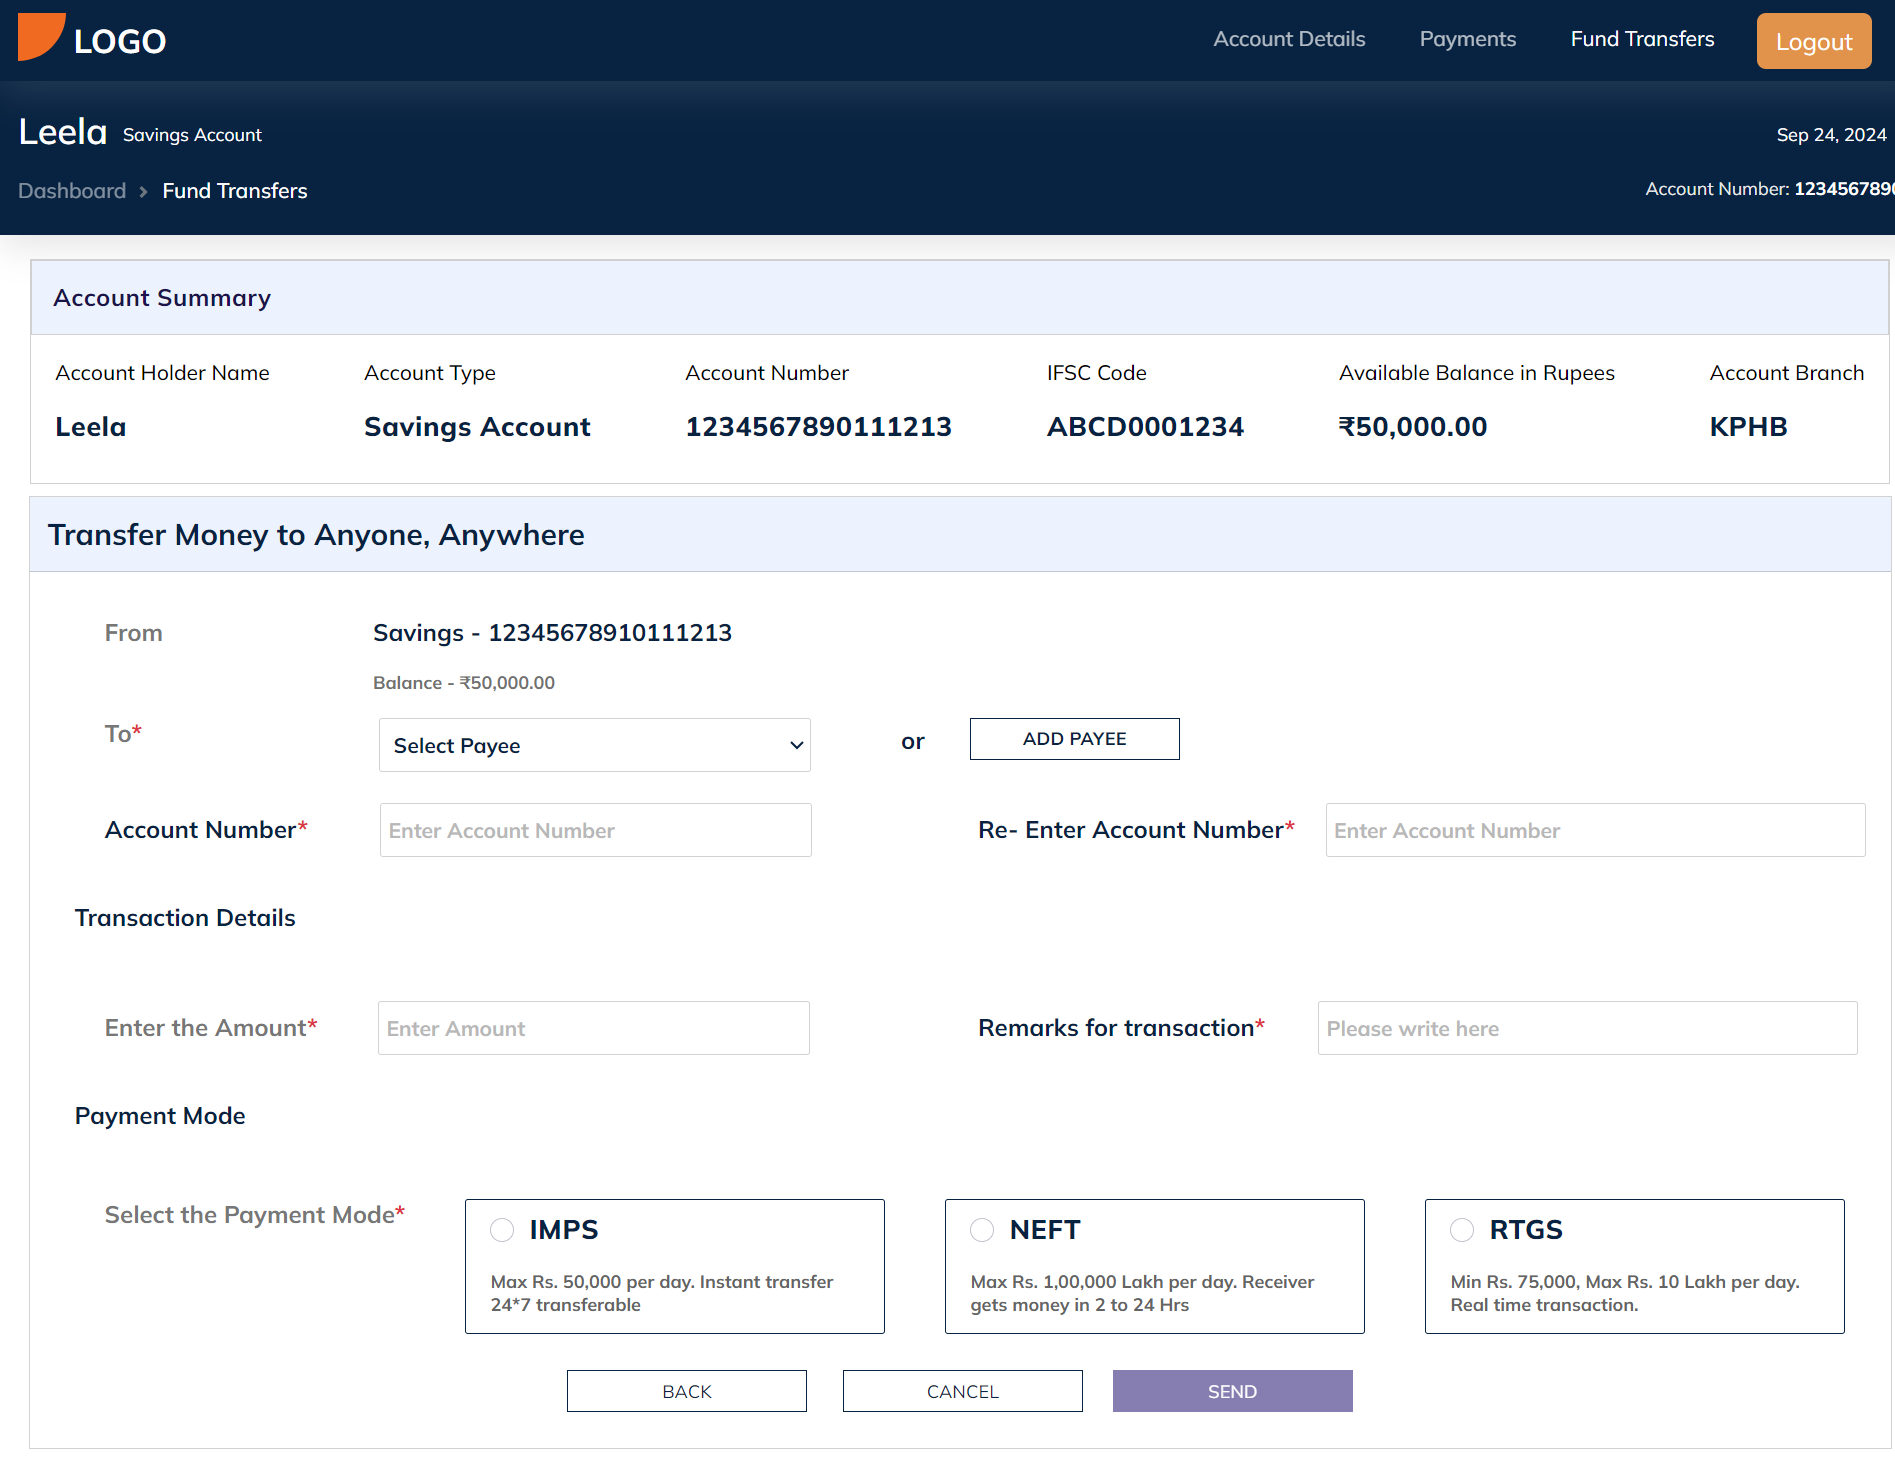 LOGO
Account Details Payments Fund Transfers Logout
Leela Savings Account Sep 24, 2024
Dashboard > Fund Transfers Account Number: 1234567890
Account Summary
Account Holder Name Account Type Account Number IFSC Code Available Balance in Rupees Account Branch
Leela Savings Account 1234567890111213 ABCD0001234 ₹50,000.00 KPHB
Transfer Money to Anyone, Anywhere
From Savings - 12345678910111213
Balance - ₹50,000.00
To* Select Payee or ADD PAYEE
Account Number* Enter Account Number Re- Enter Account Number* Enter Account Number
Transaction Details
Enter the Amount* Enter Amount Remarks for transaction* Please write here
Payment Mode
Select the Payment Mode*
IMPS
Max Rs. 50,000 per day. Instant transfer
24*7 transferable
NEFT
Max Rs. 1,00,000 Lakh per day. Receiver
gets money in 2 to 24 Hrs
RTGS
Min Rs. 75,000, Max Rs. 10 Lakh per day.
Real time transaction.
BACK CANCEL SEND